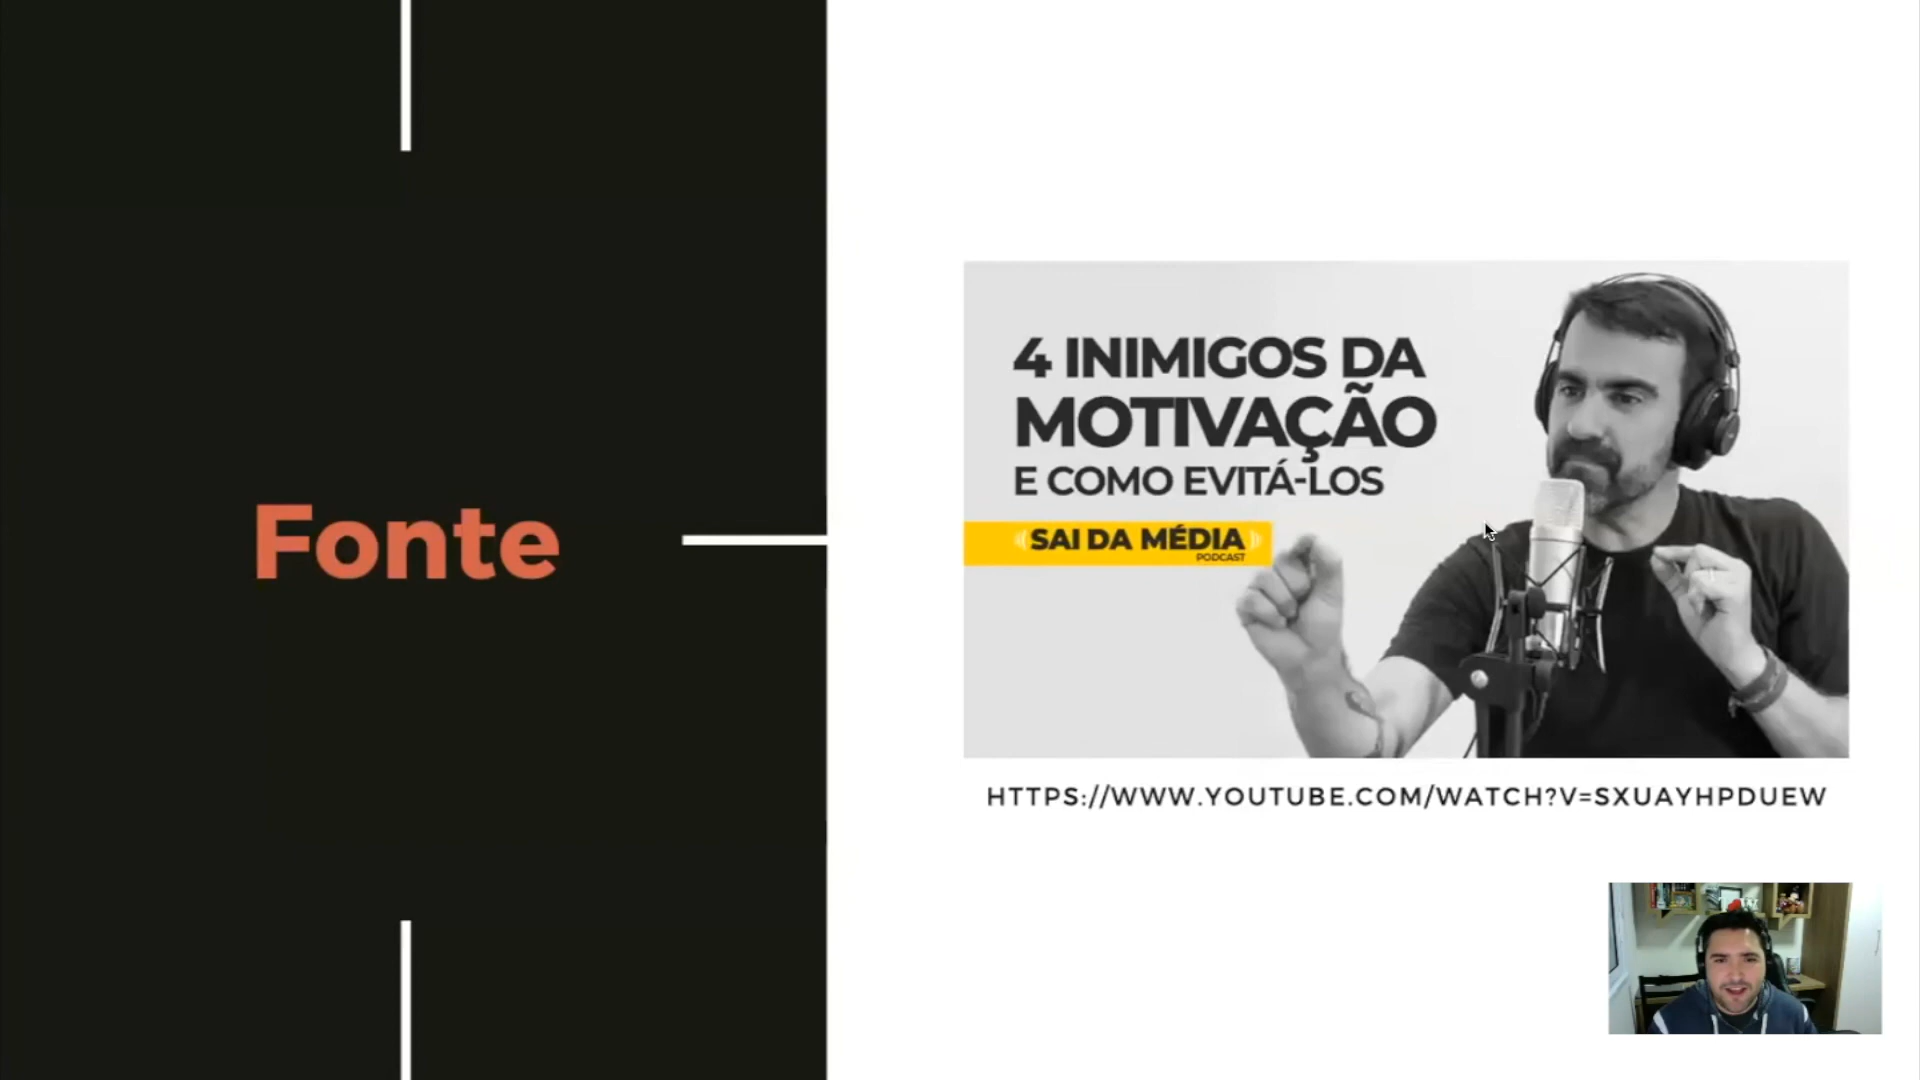 Fonte
4 INIMIGOS DA
MOTIVAÇÃO
E COMO EVITÁ-LOS
SAI DA MÉDIA
PODCAST
HTTPS://WWW.YOUTUBE.COM/WATCH?V=SXUAYHPDUEW